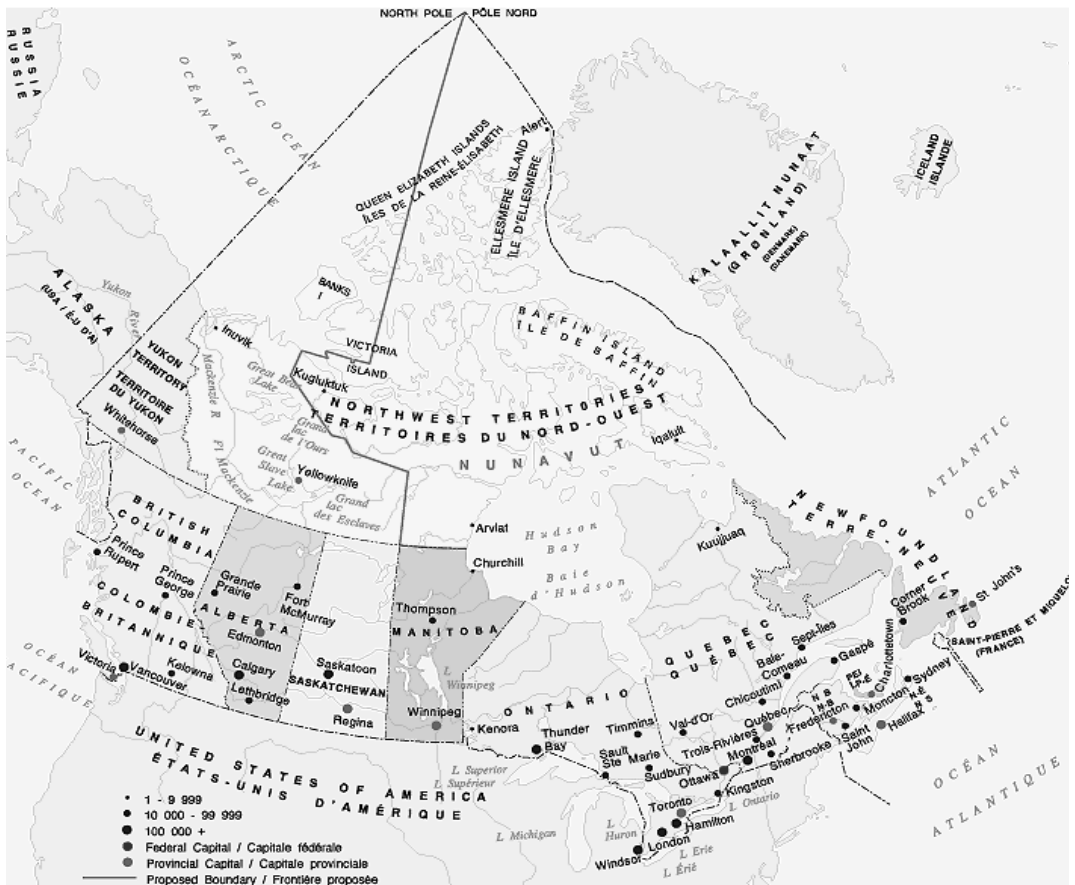 NORTH POLE PÔLE NORD
RUSSIA
RUSSIE
ARCTIC OCEAN
OCÉAN ARCTIQUE
QUEEN ELIZABETH ISLANDS
ÎLES DE LA REINE-ÉLISABETH
Alert
ELLESMERE ISLAND
ÎLE D'ELLESMERE
KALAALLIT NUNAAT
(GRØNLAND)
(DENMARK)
(DANEMARK)
ICELAND
ISLANDE
ALASKA
(USA / É-U D'A)
Yukon
River
YUKON
TERRITORY
TERRITOIRE
DU YUKON
Whitehorse
Inuvik
Mackenzie R
Fl Mackenzie
BANKS
I
VICTORIA
ISLAND
Great Bear
Lake
Kugluktuk
Grand
lac
de l'Ours
BAFFIN ISLAND
ÎLE DE BAFFIN
NORTHWEST TERRITORIES
TERRITOIRES DU NORD-OUEST
NUNAVUT
Iqaluit
Great
Slave
Lake
Yellowknife
Grand
lac
des Esclaves
PACIFIC
OCEAN
ATLANTIC
OCEAN
Arviat
Hudson
Bay
Baie
d'Hudson
Churchill
Kuujjuaq
NEWFOUNDLAND
TERRE-NEUVE
BRITISH
COLUMBIA
COLOMBIE
BRITANNIQUE
Prince
Rupert
Prince
George
Grande
Prairie
Fort
McMurray
ALBERTA
Edmonton
Calgary
Lethbridge
Kelowna
Vancouver
Victoria
OCÉAN
PACIFIQUE
Saskatoon
SASKATCHEWAN
Regina
Thompson
MANITOBA
L
Winnipeg
Winnipeg
ONTARIO
Kenora
Thunder
Bay
Timmins
Sault
Ste Marie
Sudbury
QUEBEC
QUÉBEC
Sept-Îles
Baie-
Comeau
Gaspé
Chicoutimi
Val-d'Or
Québec
Trois-Rivières
Montréal
Sherbrooke
Ottawa
Kingston
Toronto
Hamilton
London
Windsor
N B
N-B
PEI
Î-P-É
Charlottetown
Fredericton
Moncton
Saint
John
N-É
N S
Halifax
Sydney
Corner
Brook
St John's
SAINT-PIERRE ET MIQUELON
(FRANCE)
L Superior
L Supérieur
L Michigan
L
Huron
L Ontario
L Erie
L Érié
UNITED STATES OF AMERICA
ÉTATS-UNIS D'AMÉRIQUE
OCÉAN
ATLANTIQUE
1 - 9 999
10 000 - 99 999
100 000 +
Federal Capital / Capitale fédérale
Provincial Capital / Capitale provinciale
Proposed Boundary / Frontière proposée